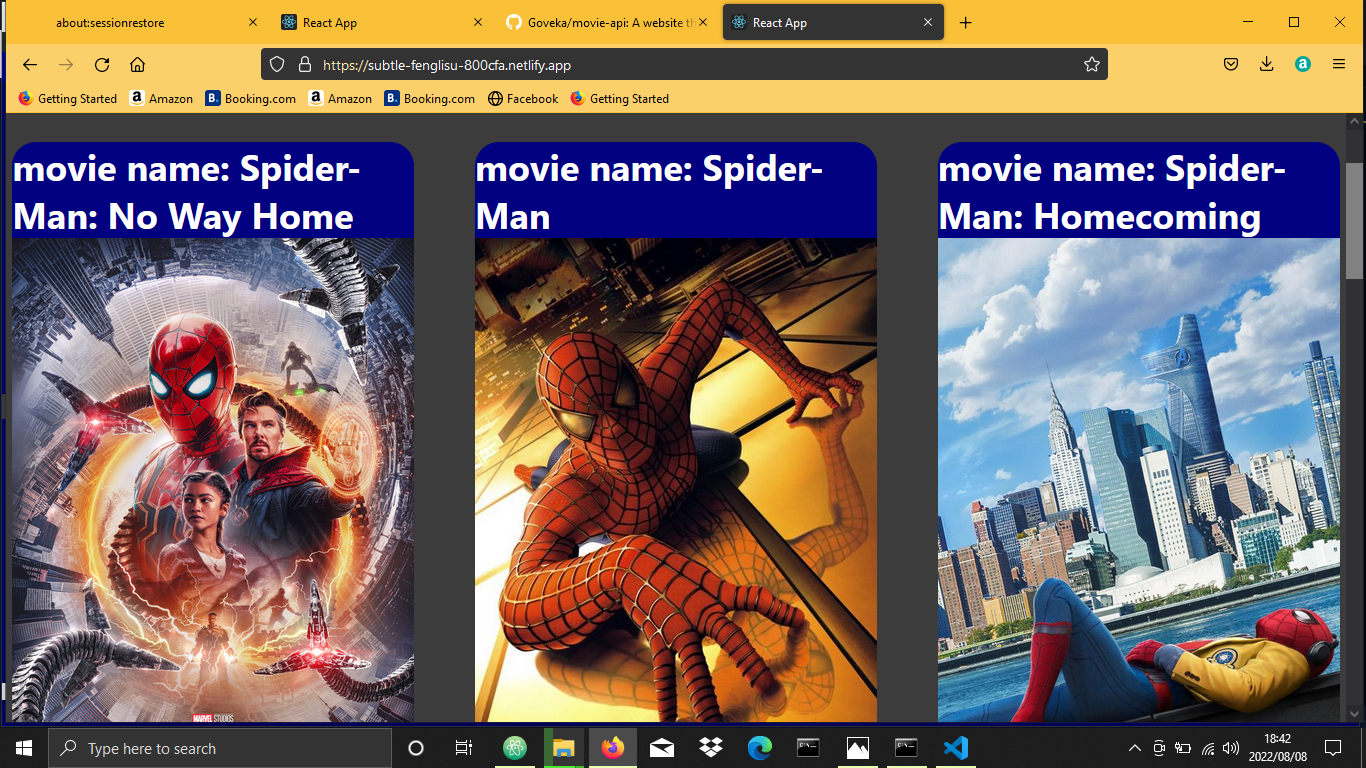 about:sessionrestore
React App
Goveka/movie-api: A website th
React App
https://subtle-fenglisu-800cfa.netlify.app
Getting Started
Amazon
Booking.com
Amazon
Booking.com
Facebook
Getting Started
movie name: Spider-
Man: No Way Home
movie name: Spider-
Man
movie name: Spider-
Man: Homecoming
MARVEL STUDIOS
Type here to search
18:42
2022/08/08